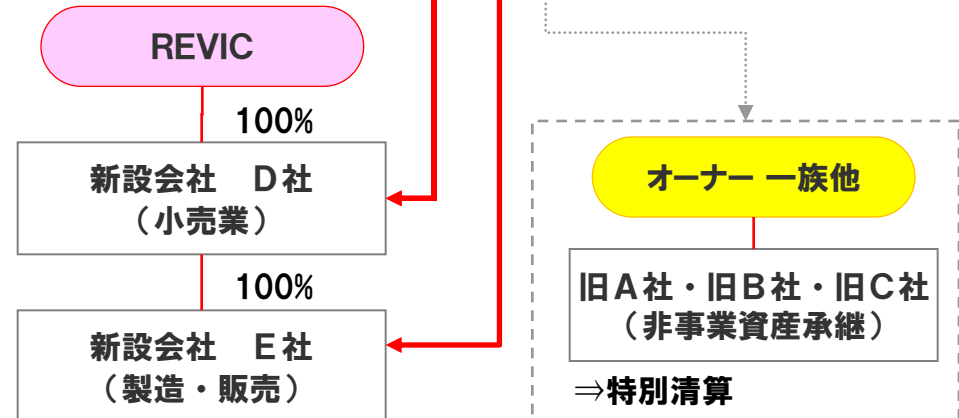 REVIC
100%
新設会社　D社
（小売業）
100%
新設会社　E社
（製造・販売）
オーナー 一族他
旧A社・旧B社・旧C社
（非事業資産承継）
⇒特別清算